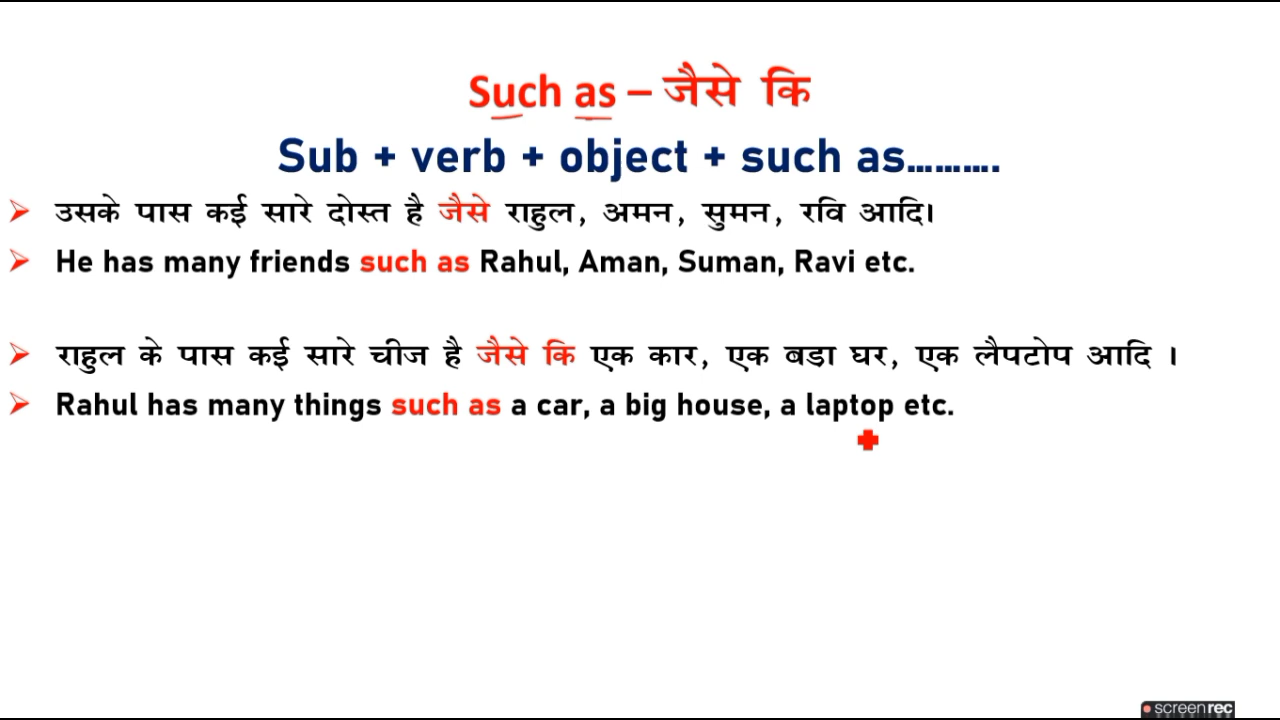 Such as – जैसे कि
Sub + verb + object + such as……….
➢ उसके पास कई सारे दोस्त है जैसे राहुल, अमन, सुमन, रवि आदि।
➢ He has many friends such as Rahul, Aman, Suman, Ravi etc.
➢ राहुल के पास कई सारे चीज है जैसे कि एक कार, एक बडा घर, एक लैपटोप आदि ।
➢ Rahul has many things such as a car, a big house, a laptop etc.
screenrec